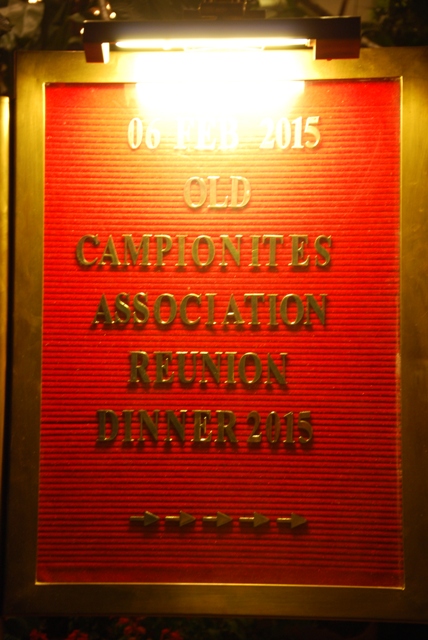 06 FEB 2015
OLD
CAMPIONITES
ASSOCIATION
REUNION
DINNER 2015